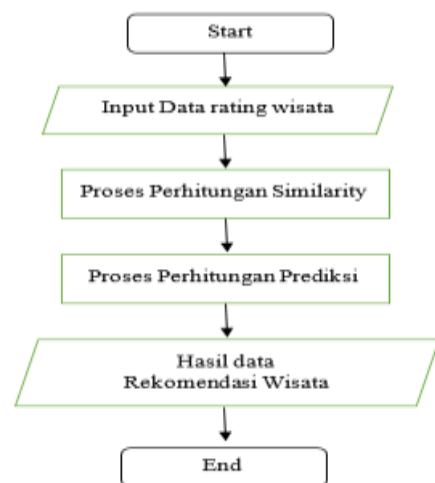 Start
Input Data rating wisata
Proses Perhitungan Similarity
Proses Perhitungan Prediksi
Hasil data
Rekomendasi Wisata
End